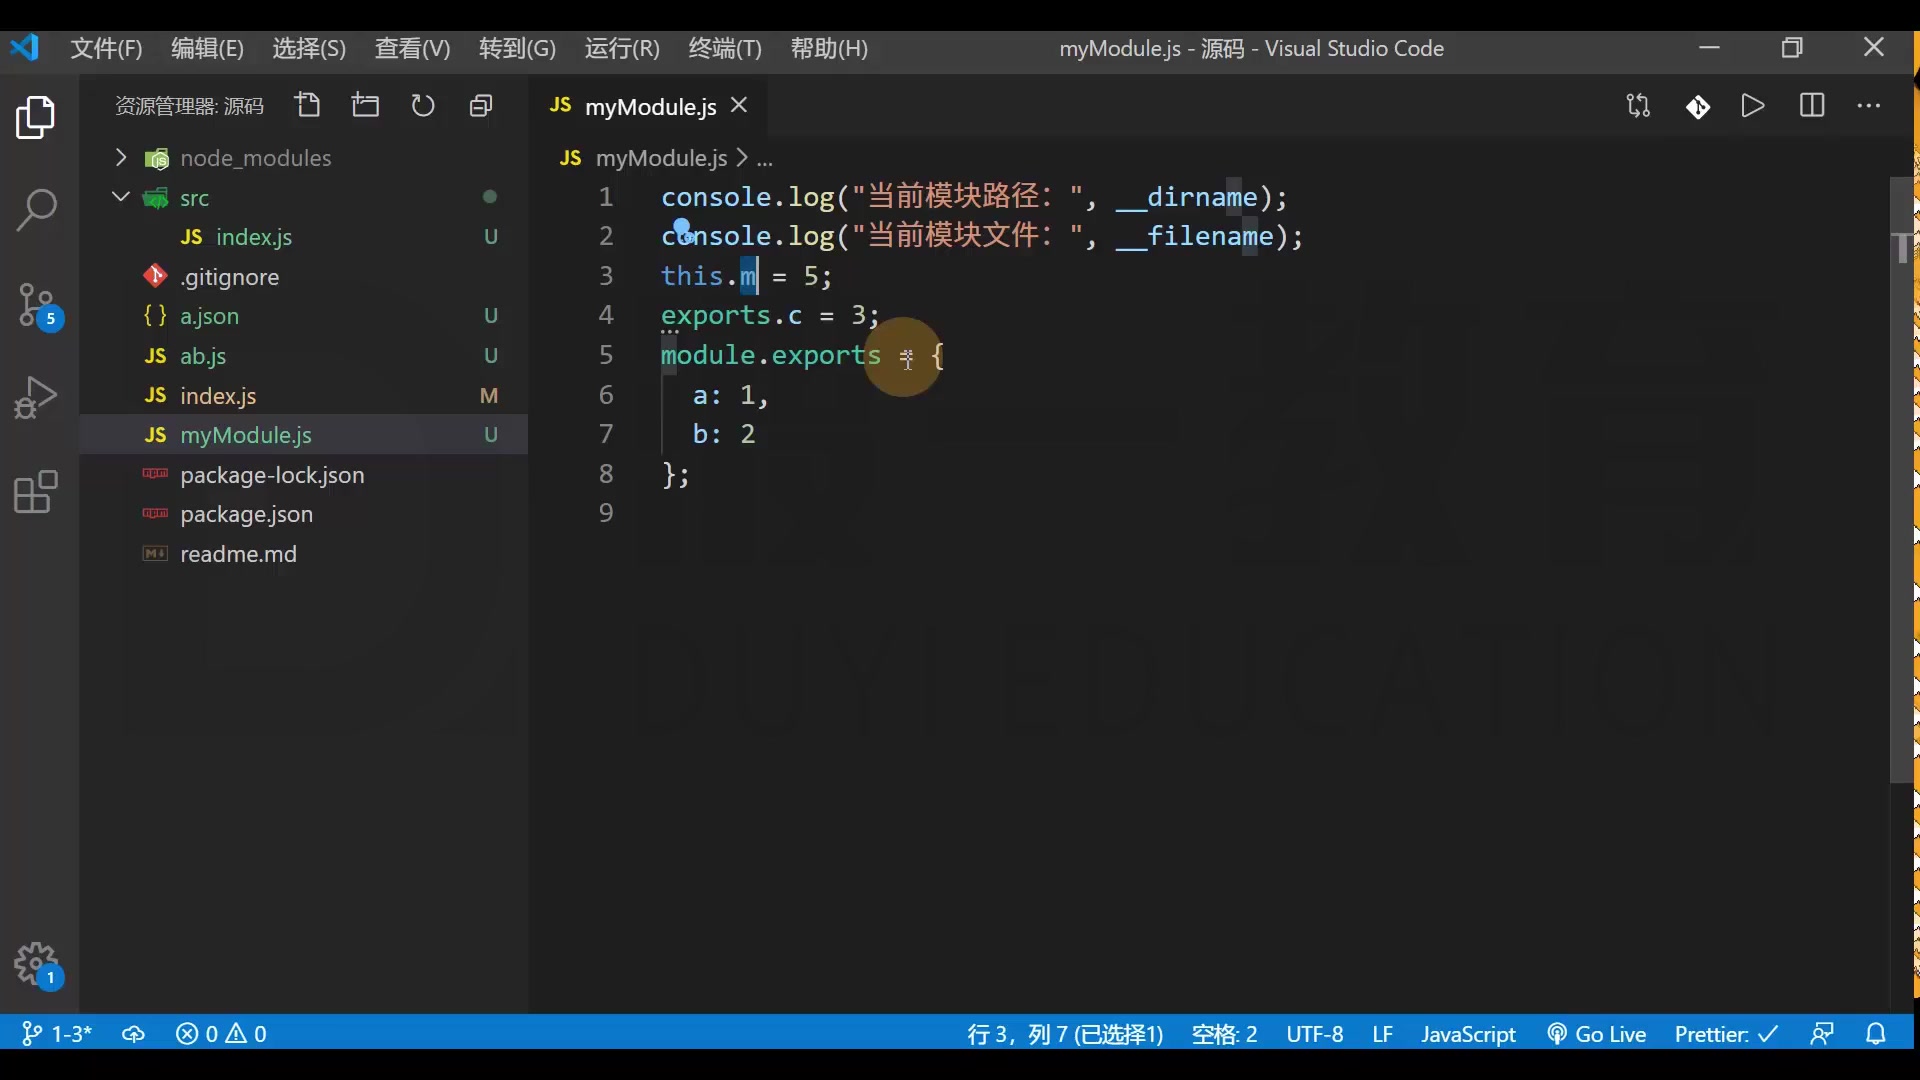 文件(F) 编辑(E) 选择(S) 查看(V) 转到(G) 运行(R) 终端(T) 帮助(H) myModule.js - 源码 - Visual Studio Code
资源管理器: 源码
node_modules
src
JS index.js U
.gitignore
{ } a.json U
JS ab.js U
JS index.js M
JS myModule.js U
package-lock.json
package.json
readme.md
JS myModule.js
JS myModule.js > ...
1 console.log("当前模块路径：", __dirname);
2 console.log("当前模块文件：", __filename);
3 this.m = 5;
4 exports.c = 3;
5 module.exports = {
6 a: 1,
7 b: 2
8 };
9
DUYI EDUCATION
5
1
1-3* 0 0 行 3，列 7 (已选择1) 空格: 2 UTF-8 LF JavaScript Go Live Prettier: ✓